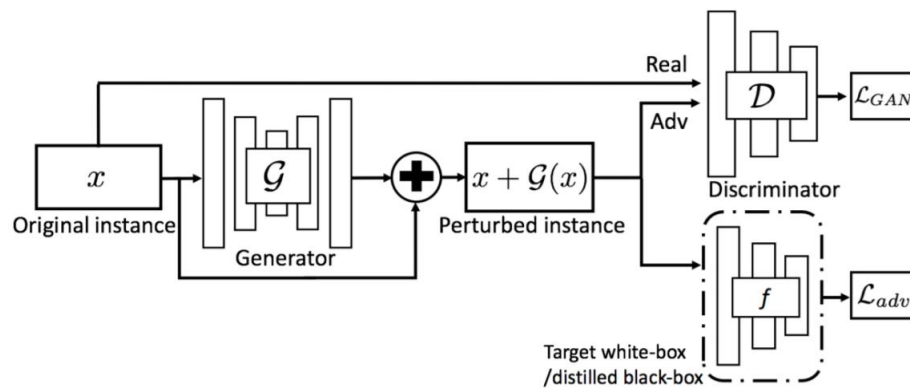 Real
Adv
𝒟
ℒ_GAN
Discriminator
x
Original instance
𝒢
Generator
x + 𝒢(x)
Perturbed instance
f
ℒ_adv
Target white-box
/distilled black-box